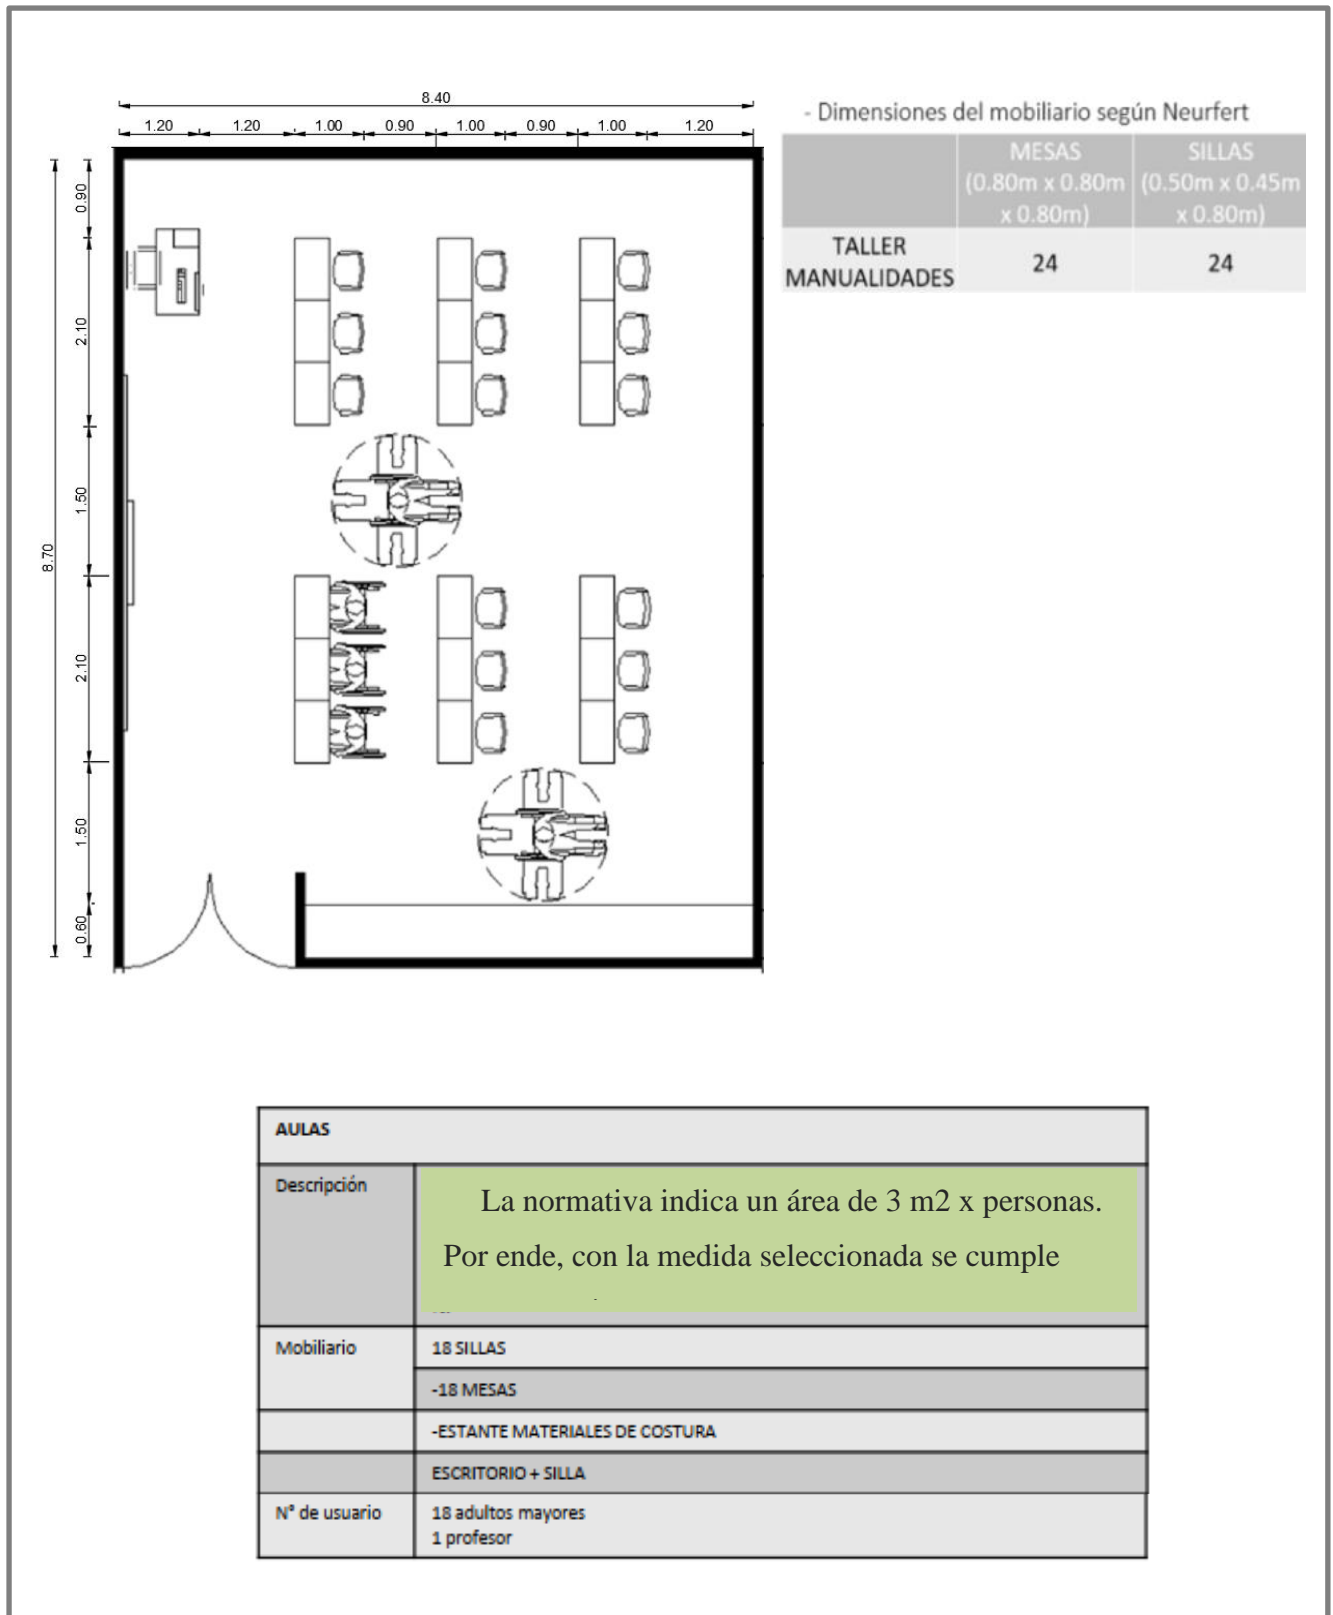 8.40
1.20 1.20 1.00 0.90 1.00 0.90 1.00 1.20
8.70
0.90
2.10
1.50
2.10
1.50
0.60
- Dimensiones del mobiliario según Neurfert
MESAS
(0.80m x 0.80m
x 0.80m)
SILLAS
(0.50m x 0.45m
x 0.80m)
TALLER
MANUALIDADES
24
24
AULAS
Descripción
La normativa indica un área de 3 m2 x personas.
Por ende, con la medida seleccionada se cumple
Mobiliario
18 SILLAS
-18 MESAS
-ESTANTE MATERIALES DE COSTURA
ESCRITORIO + SILLA
N° de usuario
18 adultos mayores
1 profesor